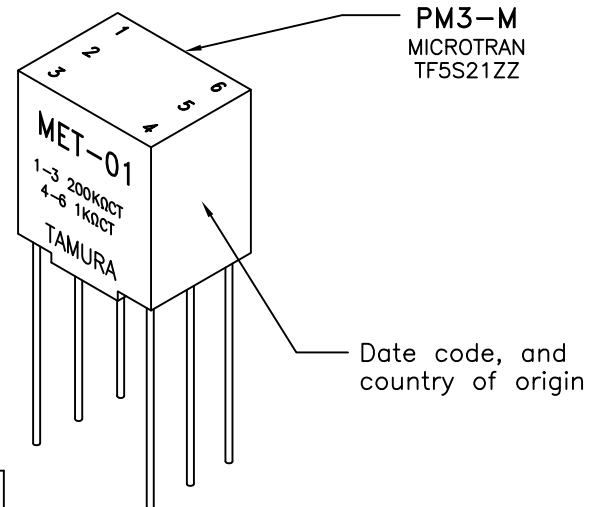 PM3-M
MICROTRAN
TF5S21ZZ
1
2
3
6
5
4
MET-01
1-3 200KΩCT
4-6 1KΩCT
TAMURA
Date code, and
country of origin